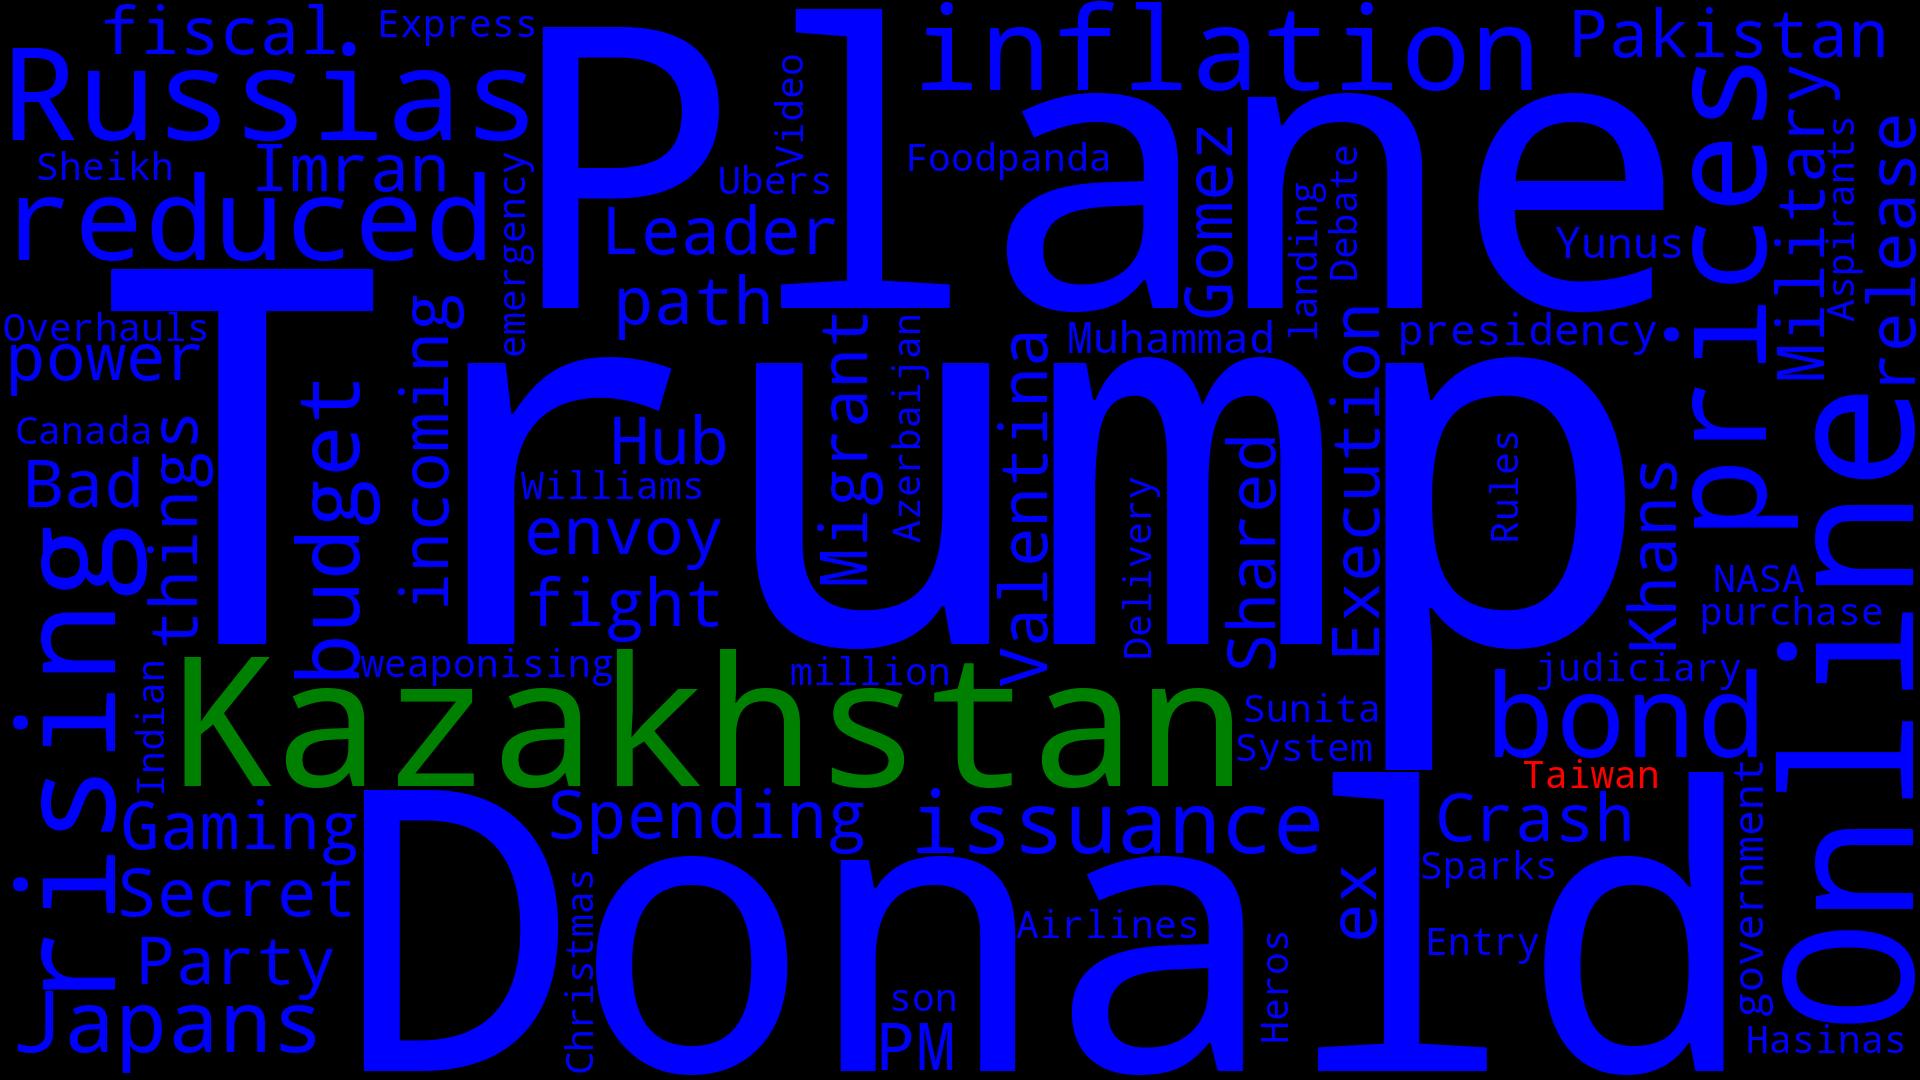 fiscal
Express
inflation
Pakistan
Russias
Plane
Video
Sheikh
Imran
emergency
Ubers
Foodpanda
Gomez
landing
Debate
Yunus
prices
Military
Aspirants
release
reduced
Leader
path
Overhauls
power
Trump
incoming
Migrant
Azerbaijan
Valentina
Muhammad
Execution
presidency
Canada
Bad
things
budget
Hub
Williams
envoy
fight
Delivery
Shared
Rules
Khans
NASA
purchase
online
rising
Indian
weaponising
million
Kazakhstan
Sunita
System
judiciary
bond
Taiwan
Gaming
Secret
Party
Japans
Donald
Spending
issuance
Crash
Sparks
ex
Entry
government
Christmas
Airlines
Heros
son
PM
Hasinas